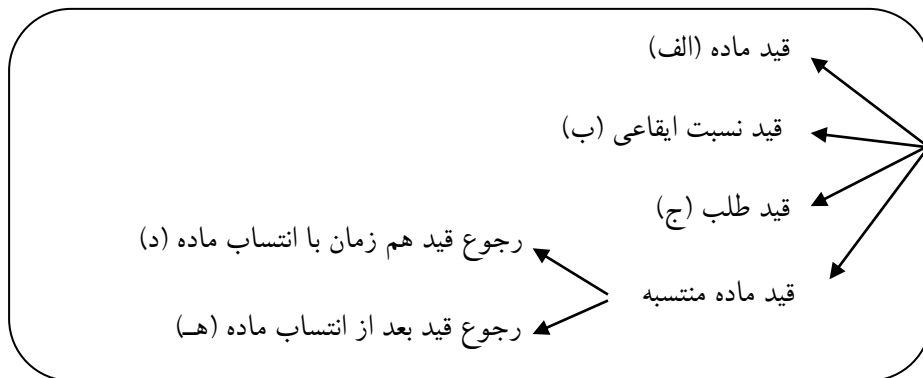 قید ماده (الف)
قید نسبت ایقاعی (ب)
قید طلب (ج)
رجوع قید هم زمان با انتساب ماده (د)
قید ماده منتسبه
رجوع قید بعد از انتساب ماده (هـ)